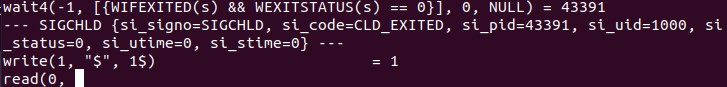 wait4(-1, [{WIFEXITED(s) && WEXITSTATUS(s) == 0}], 0, NULL) = 43391
--- SIGCHLD {si_signo=SIGCHLD, si_code=CLD_EXITED, si_pid=43391, si_uid=1000, si
_status=0, si_utime=0, si_stime=0} ---
write(1, "$", 1$)                       = 1
read(0,